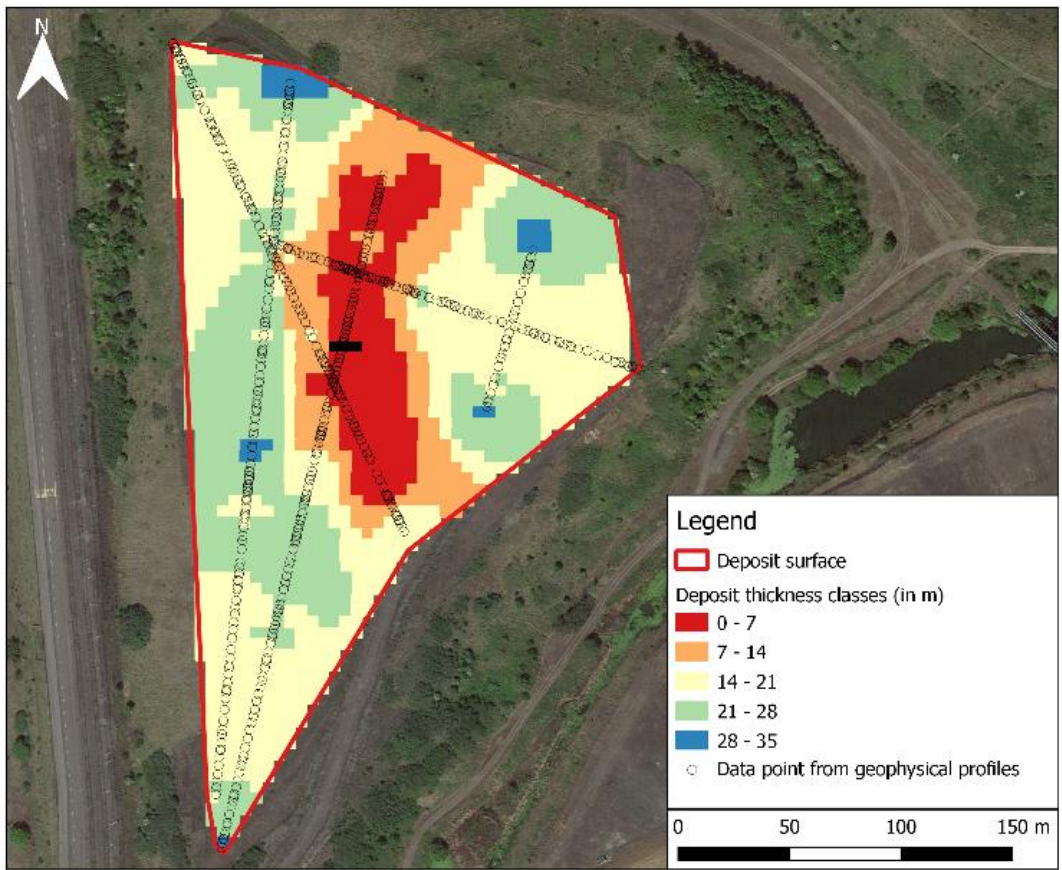 N
Legend
Deposit surface
Deposit thickness classes (in m)
0 - 7
7 - 14
14 - 21
21 - 28
28 - 35
Data point from geophysical profiles
0 50 100 150 m